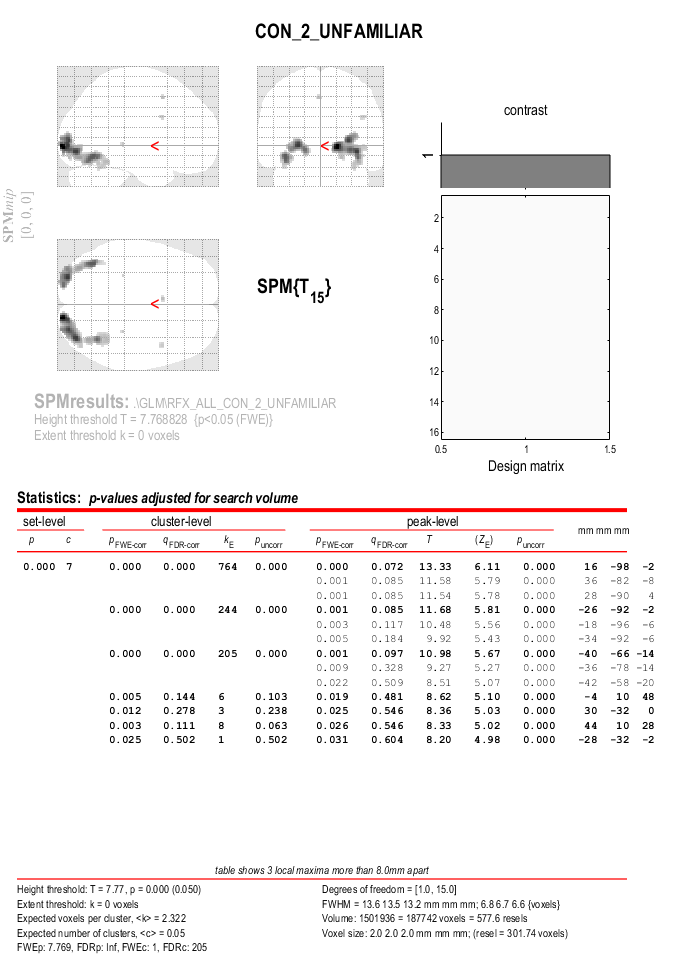 CON_2_UNFAMILIAR
SPMmip
[0, 0, 0]
<
<
<
SPM{T15}
contrast
1
2
4
6
8
10
12
14
16
0.5 1 1.5
Design matrix
SPMresults: .\GLM\RFX_ALL_CON_2_UNFAMILIAR
Height threshold T = 7.768828 {p<0.05 (FWE)}
Extent threshold k = 0 voxels
Statistics: p-values adjusted for search volume
set-level cluster-level peak-level mm mm mm
p c pFWE-corr qFDR-corr kE puncorr pFWE-corr qFDR-corr T (ZE) puncorr
0.000 7 0.000 0.000 764 0.000 0.000 0.072 13.33 6.11 0.000 16 -98 -2
0.001 0.085 11.58 5.79 0.000 36 -82 -8
0.001 0.085 11.54 5.78 0.000 28 -90 4
0.000 0.000 244 0.000 0.001 0.085 11.68 5.81 0.000 -26 -92 -2
0.003 0.117 10.48 5.56 0.000 -18 -96 -6
0.005 0.184 9.92 5.43 0.000 -34 -92 -6
0.000 0.000 205 0.000 0.001 0.097 10.98 5.67 0.000 -40 -66 -14
0.009 0.328 9.27 5.27 0.000 -36 -78 -14
0.022 0.509 8.51 5.07 0.000 -42 -58 -20
0.005 0.144 6 0.103 0.019 0.481 8.62 5.10 0.000 -4 10 48
0.012 0.278 3 0.238 0.025 0.546 8.36 5.03 0.000 30 -32 0
0.003 0.111 8 0.063 0.026 0.546 8.33 5.02 0.000 44 10 28
0.025 0.502 1 0.502 0.031 0.604 8.20 4.98 0.000 -28 -32 -2
table shows 3 local maxima more than 8.0mm apart
Height threshold: T = 7.77, p = 0.000 (0.050)
Extent threshold: k = 0 voxels
Expected voxels per cluster, <k> = 2.322
Expected number of clusters, <c> = 0.05
FWEp: 7.769, FDRp: Inf, FWEc: 1, FDRc: 205
Degrees of freedom = [1.0, 15.0]
FWHM = 13.6 13.5 13.2 mm mm mm; 6.8 6.7 6.6 {voxels}
Volume: 1501936 = 187742 voxels = 577.6 resels
Voxel size: 2.0 2.0 2.0 mm mm mm; (resel = 301.74 voxels)